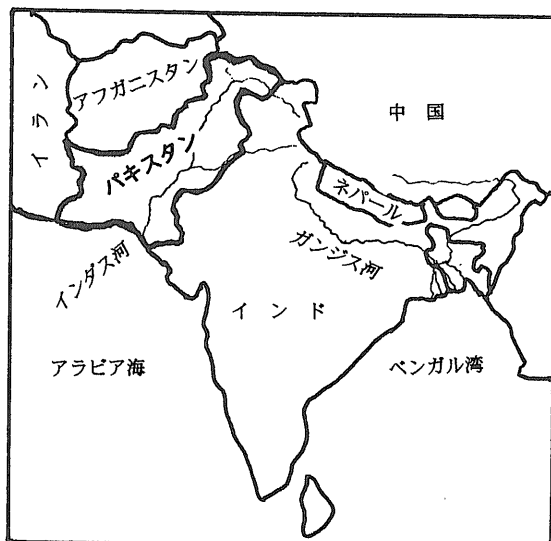 イラン
アフガニスタン
中国
パキスタン
ネパール
インダス河
ガンジス河
インド
アラビア海
ベンガル湾